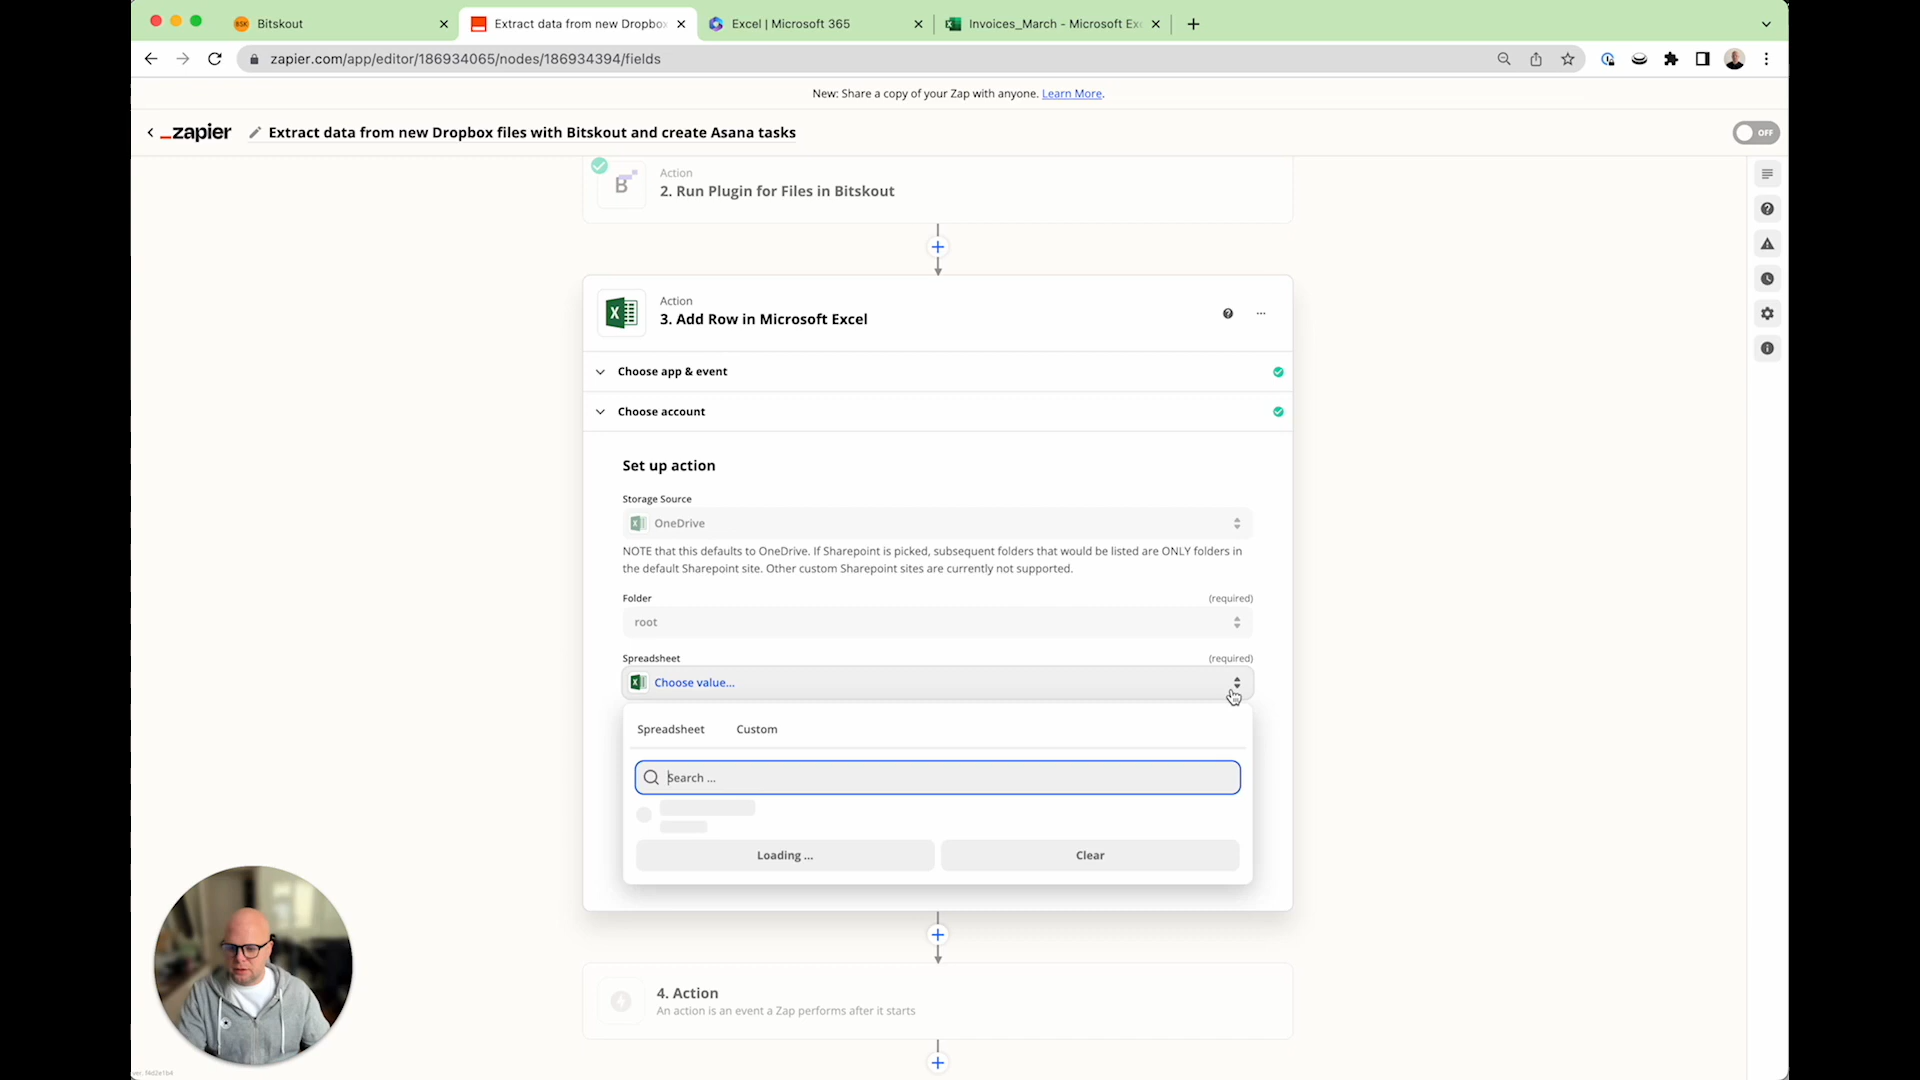 BSK Bitskout
Extract data from new Dropbox
Excel | Microsoft 365
Invoices_March - Microsoft Exc
zapier.com/app/editor/186934065/nodes/186934394/fields
New: Share a copy of your Zap with anyone. Learn More.
zapier
Extract data from new Dropbox files with Bitskout and create Asana tasks
OFF
B
Action
2. Run Plugin for Files in Bitskout
Action
3. Add Row in Microsoft Excel
Choose app & event
Choose account
Set up action
Storage Source
OneDrive
NOTE that this defaults to OneDrive. If Sharepoint is picked, subsequent folders that would be listed are ONLY folders in
the default Sharepoint site. Other custom Sharepoint sites are currently not supported.
Folder (required)
root
Spreadsheet (required)
Choose value...
Spreadsheet Custom
Search ...
Loading ... Clear
4. Action
An action is an event a Zap performs after it starts
ver. f4d2e1b4